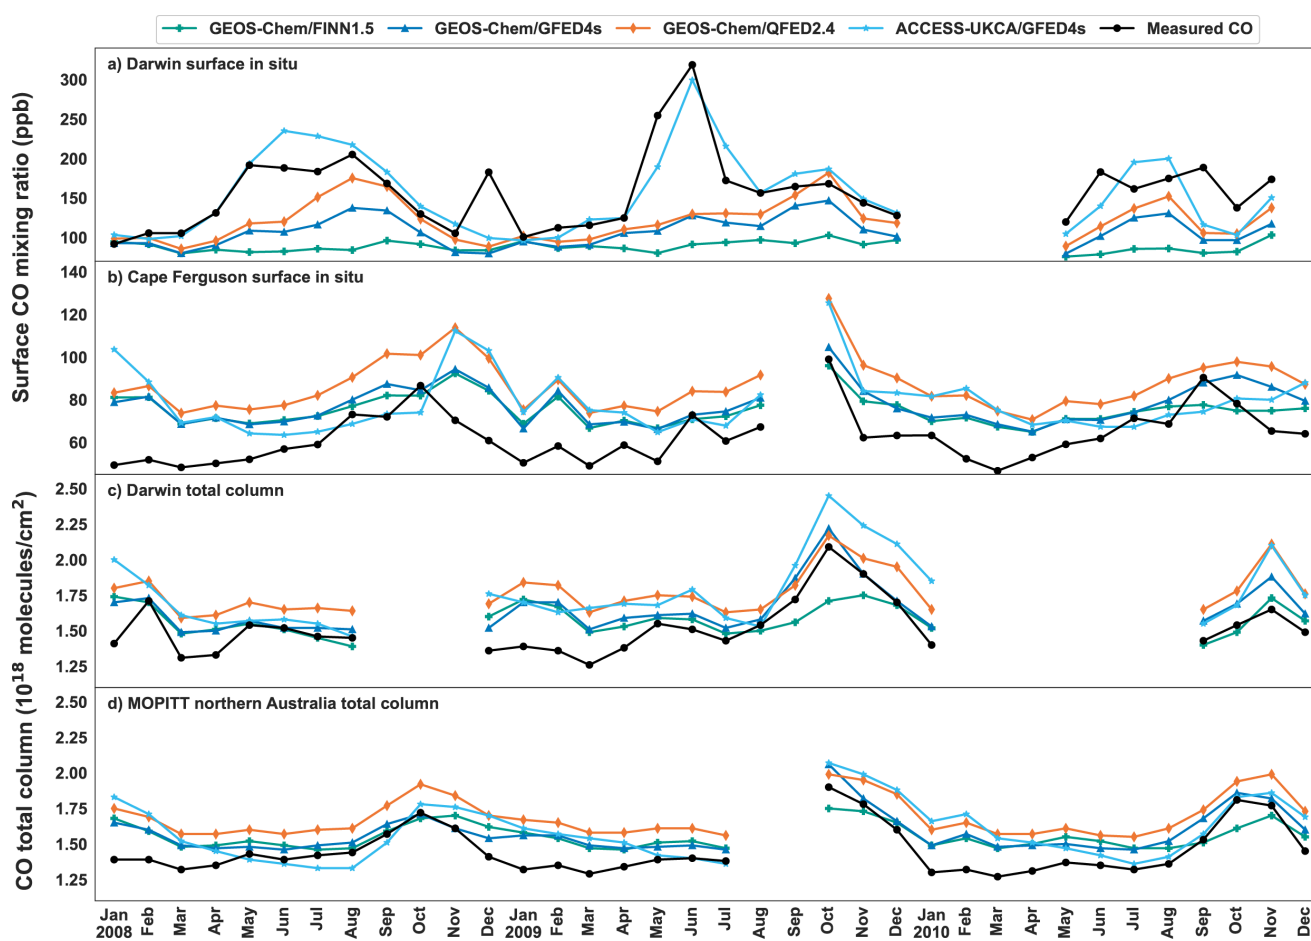 GEOS-Chem/FINN1.5 GEOS-Chem/GFED4s GEOS-Chem/QFED2.4 ACCESS-UKCA/GFED4s Measured CO
Surface CO mixing ratio (ppb)
a) Darwin surface in situ
300
250
200
150
100
b) Cape Ferguson surface in situ
140
120
100
80
60
CO total column (10¹⁸ molecules/cm²)
c) Darwin total column
2.50
2.25
2.00
1.75
1.50
1.25
d) MOPITT northern Australia total column
2.50
2.25
2.00
1.75
1.50
1.25
Jan Feb Mar Apr May Jun Jul Aug Sep Oct Nov Dec Jan Feb Mar Apr May Jun Jul Aug Sep Oct Nov Dec Jan Feb Mar Apr May Jun Jul Aug Sep Oct Nov Dec
2008 2009 2010